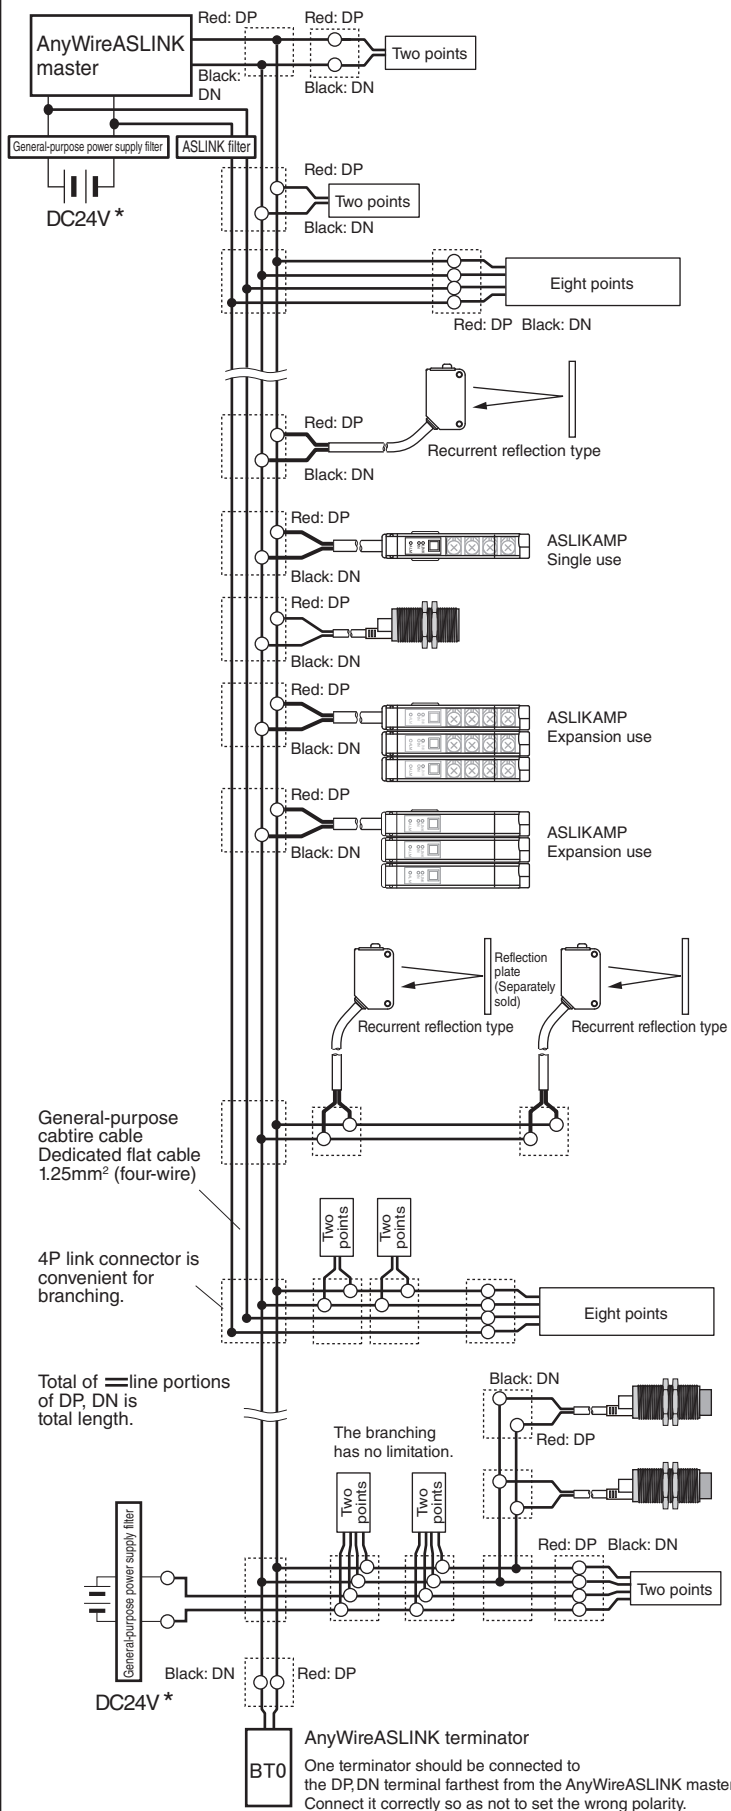 Red: DP
Red: DP
AnyWireASLINK
master
Two points
Black:
DN
Black: DN
General-purpose power supply filter
ASLINK filter
Red: DP
Two points
DC24V *
Black: DN
Eight points
Red: DP Black: DN
Red: DP
Recurrent reflection type
Black: DN
Red: DP
ASLIKAMP
Single use
Black: DN
Red: DP
Black: DN
Red: DP
ASLIKAMP
Expansion use
Black: DN
Red: DP
ASLIKAMP
Expansion use
Black: DN
Reflection
plate
(Separately
sold)
Recurrent reflection type
Recurrent reflection type
General-purpose
cabtire cable
Dedicated flat cable
1.25mm² (four-wire)
Two
points
Two
points
4P link connector is
convenient for
branching.
Eight points
Total of ═line portions
of DP, DN is
total length.
Black: DN
Red: DP
The branching
has no limitation.
Two
points
Two
points
General-purpose power supply filter
Red: DP Black: DN
Two points
Black: DN
Red: DP
DC24V *
BT0
AnyWireASLINK terminator
One terminator should be connected to
the DP,DN terminal farthest from the AnyWireASLINK master
Connect it correctly so as not to set the wrong polarity.